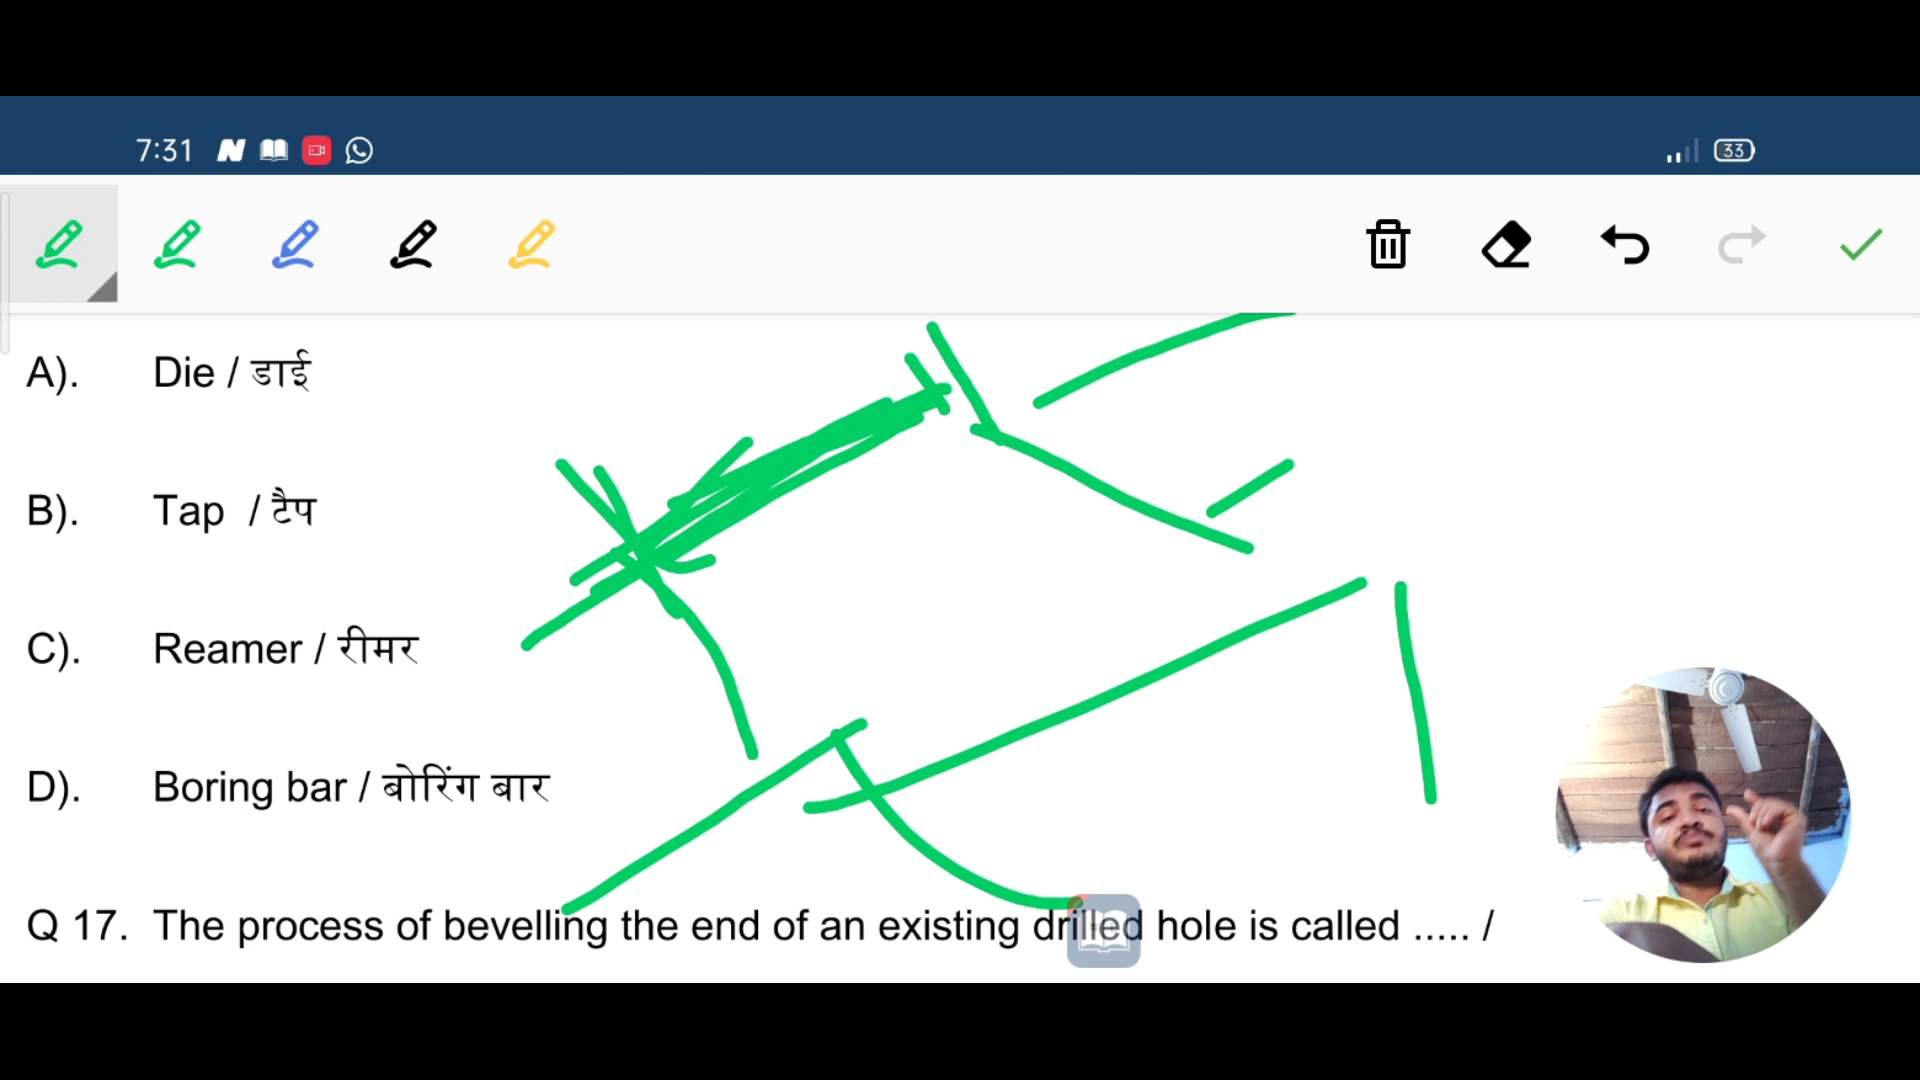 7:31 33
A). Die / डाई
B). Tap / टैप
C). Reamer / रीमर
D). Boring bar / बोरिंग बार
Q 17. The process of bevelling the end of an existing drilled hole is called ..... /